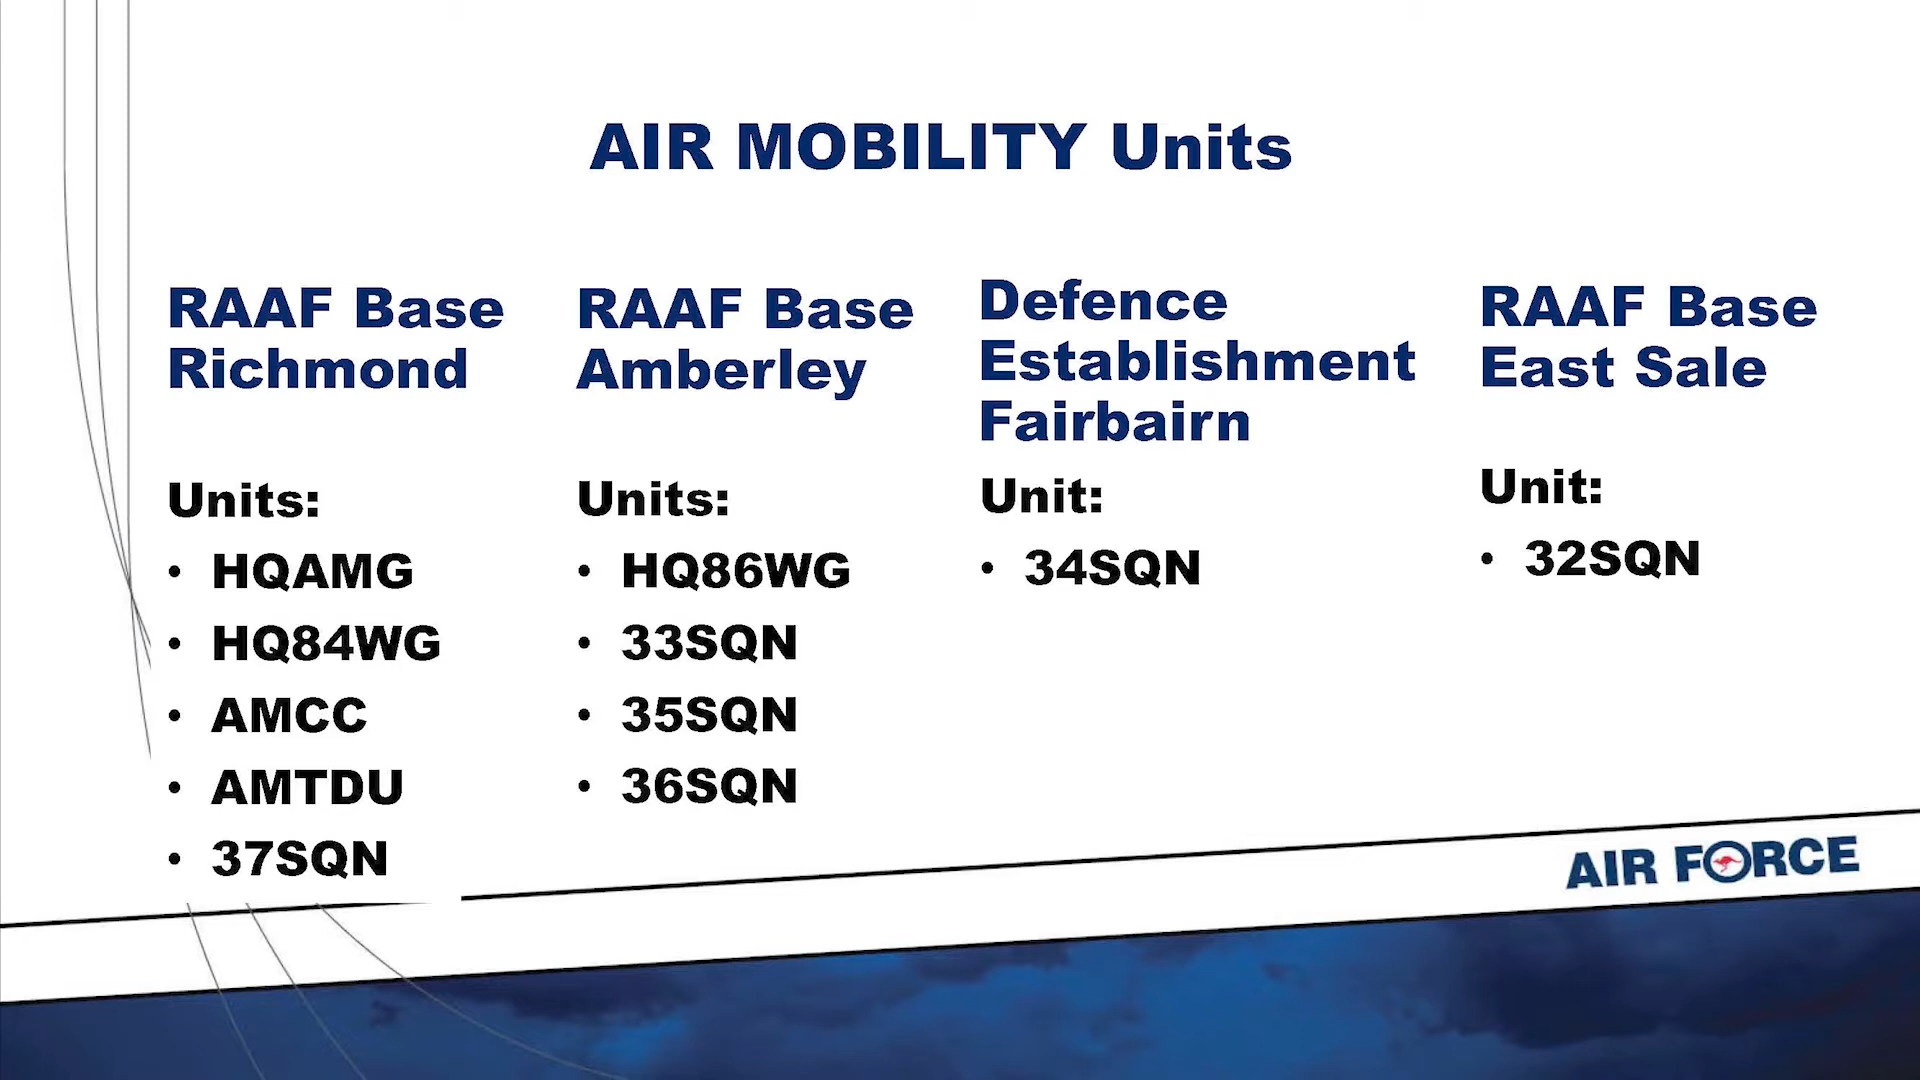 AIR MOBILITY Units
RAAF Base
Richmond
Units:
• HQAMG
• HQ84WG
• AMCC
• AMTDU
• 37SQN
RAAF Base
Amberley
Units:
• HQ86WG
• 33SQN
• 35SQN
• 36SQN
Defence
Establishment
Fairbairn
Unit:
• 34SQN
RAAF Base
East Sale
Unit:
• 32SQN
AIR FORCE